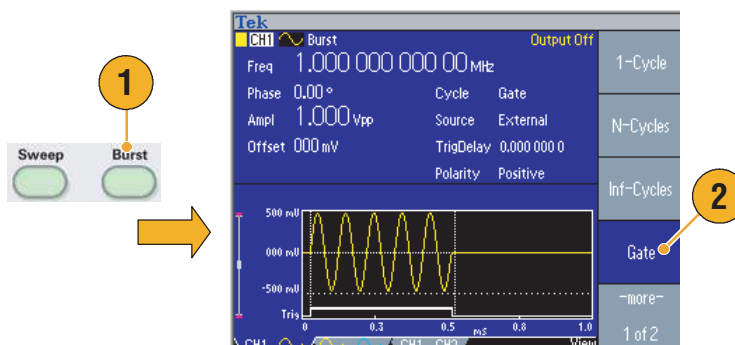 1
Sweep Burst
Tek
CH1 Burst Output Off
Freq 1.000 000 000 00 MHz
Phase 0.00 °
Cycle Gate
Ampl 1.000 Vpp
Source External
Offset 000 mV
TrigDelay 0.000 000 0
Polarity Positive
500 mV
000 mV
-500 mV
Trig
0 0.3 0.5 ms 0.8 1.0
CH1 CH1 CH2 View
1-Cycle
N-Cycles
Inf-Cycles
Gate
-more-
1 of 2
2